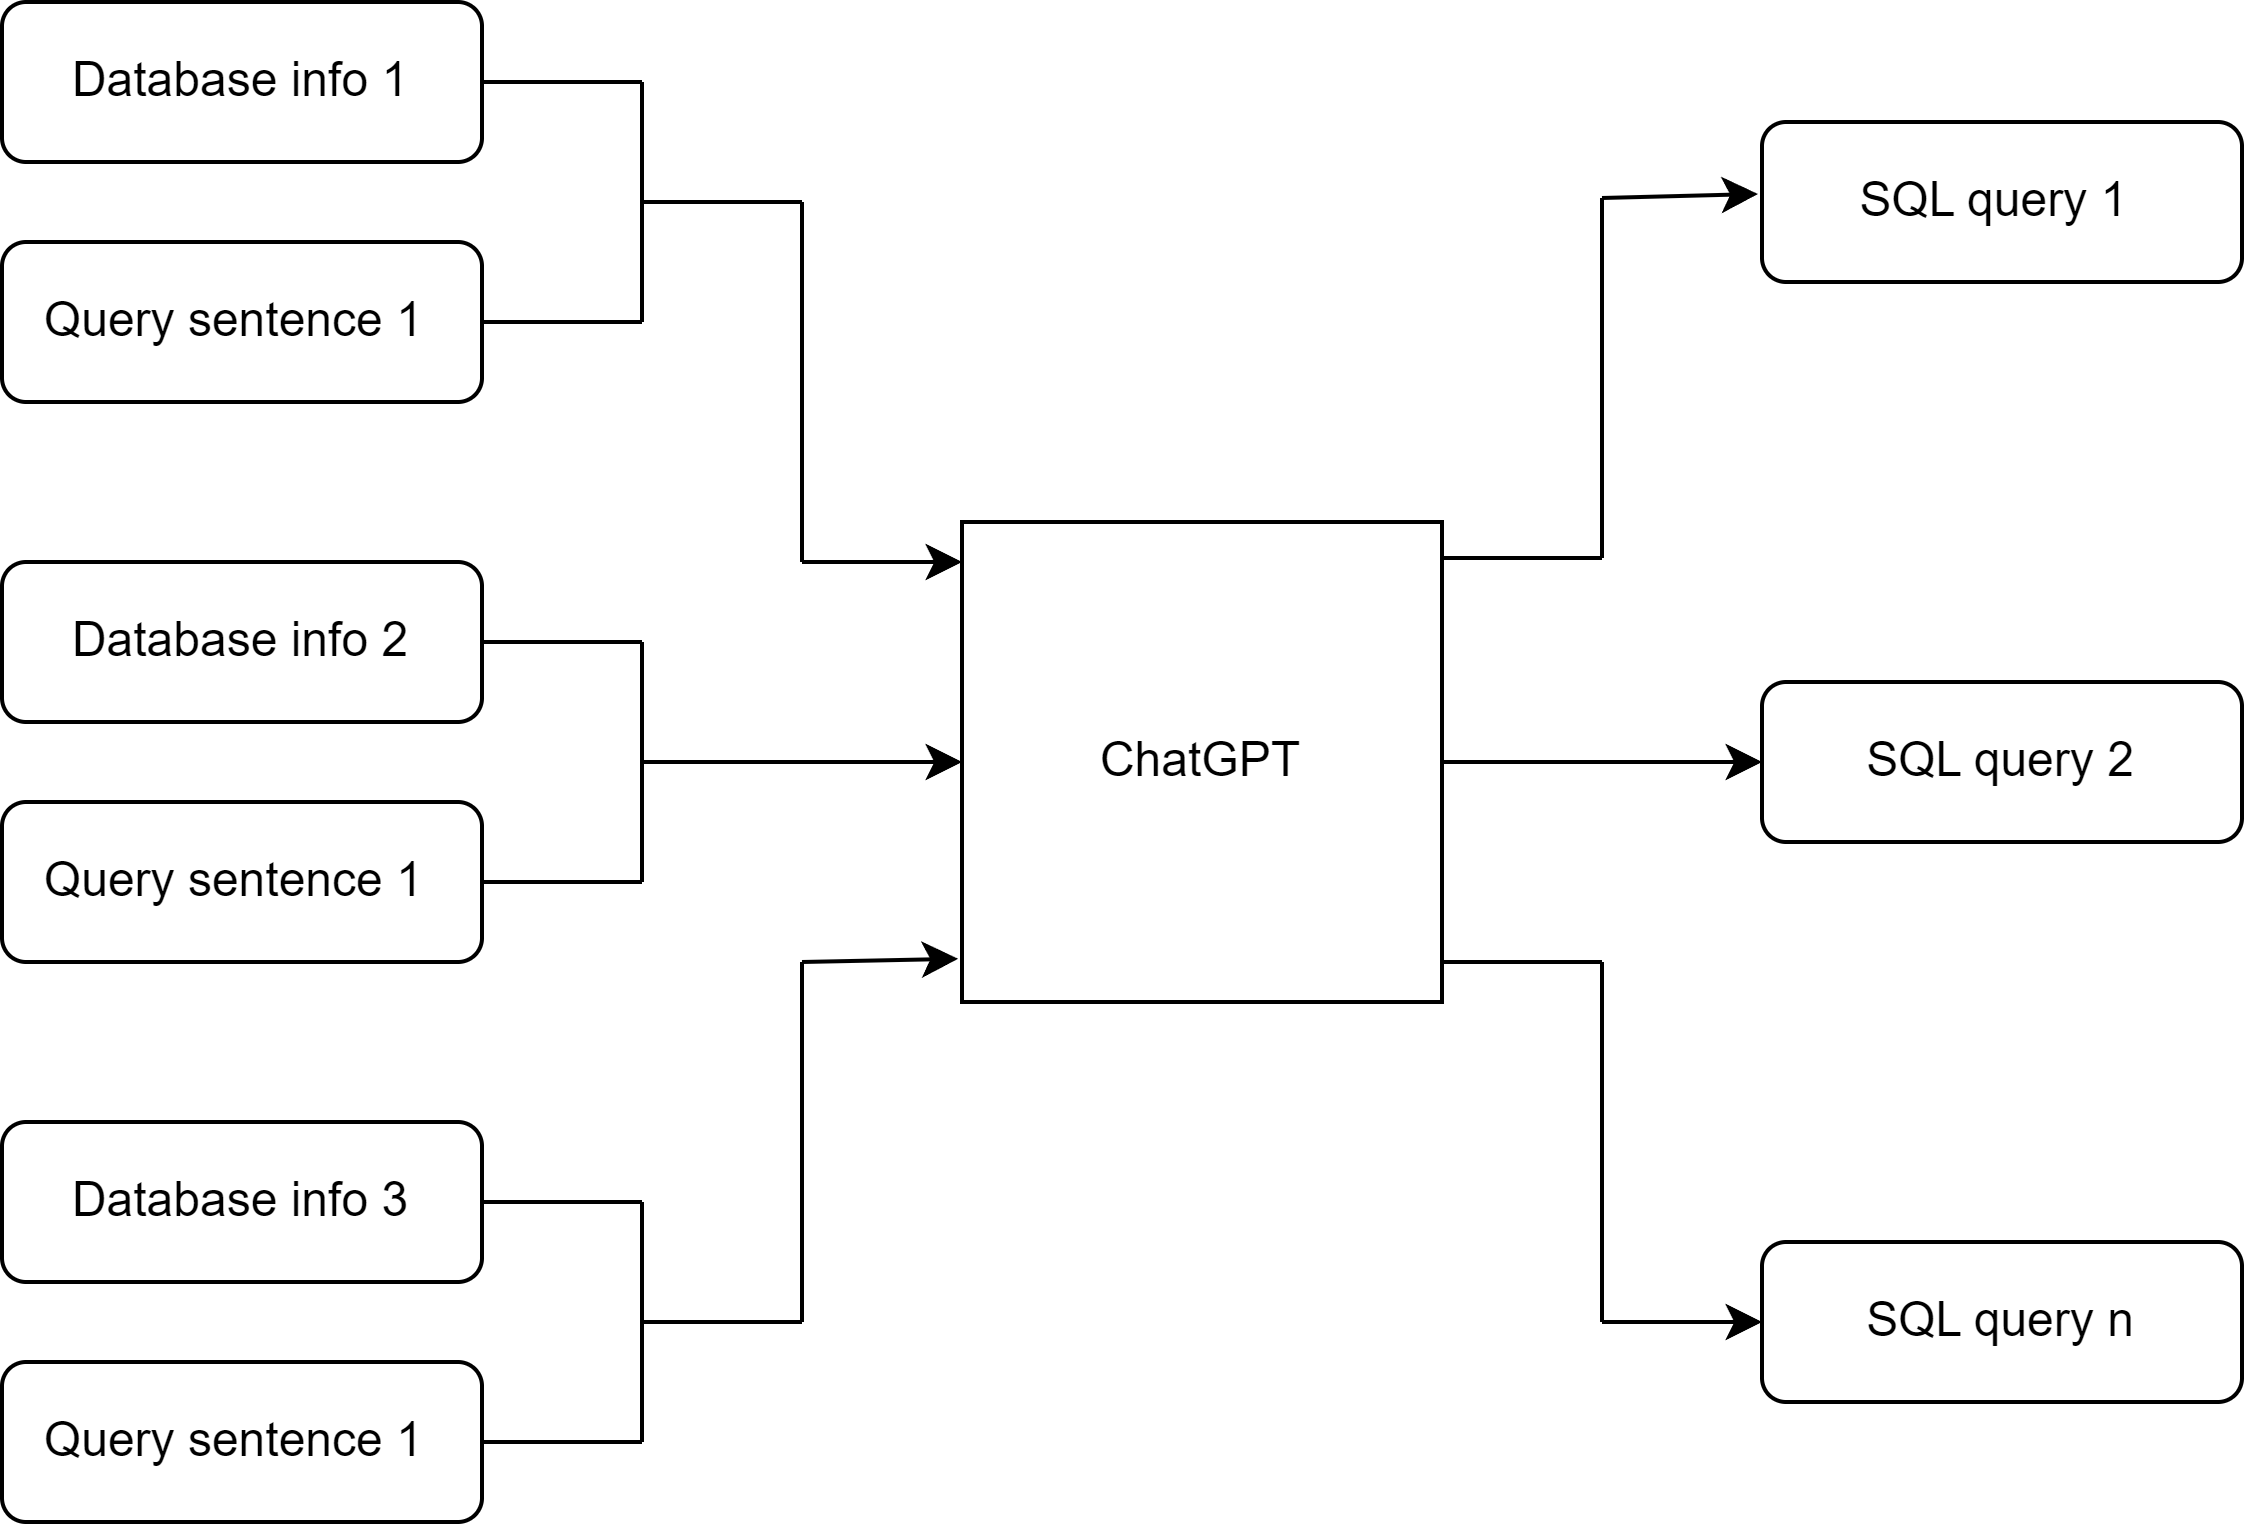 Database info 1
Query sentence 1
Database info 2
Query sentence 1
Database info 3
Query sentence 1
ChatGPT
SQL query 1
SQL query 2
SQL query n